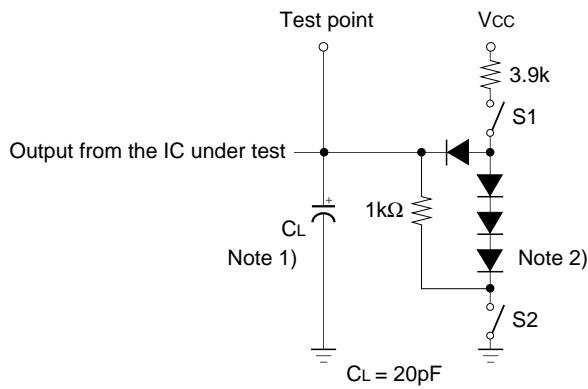 Test point
VCC
3.9k
S1
Output from the IC under test
+
1kΩ
CL
Note 1)
Note 2)
S2
CL = 20pF